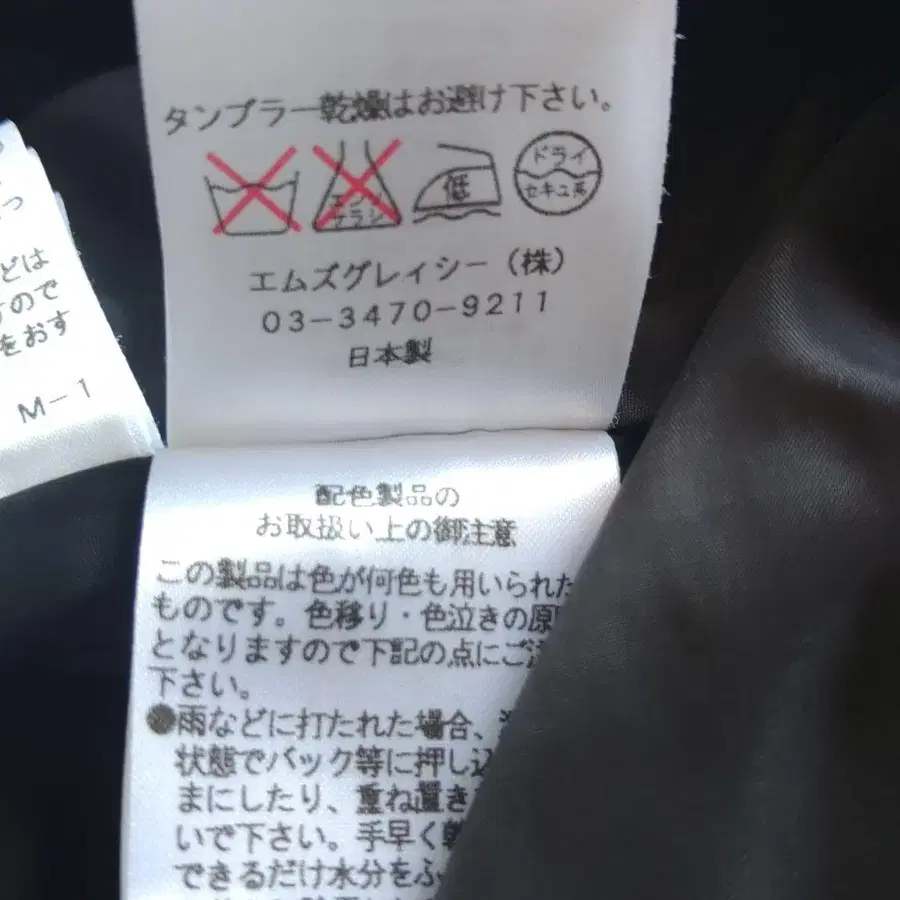 タンブラー乾燥はお避け下さい。
エンソ
サラシ
低
ドライ
セキユ系
エムズグレイシー（株）
03-3470-9211
日本製
どは
ので
をおす
M-1
配色製品の
お取扱い上の御注意
この製品は色が何色も用いられた
ものです。色移り・色泣きの原
となりますので下記の点にご
下さい。
●雨などに打たれた場合、
状態でバック等に押し込
まにしたり、重ね置き
いで下さい。手早く
できるだけ水分をふ